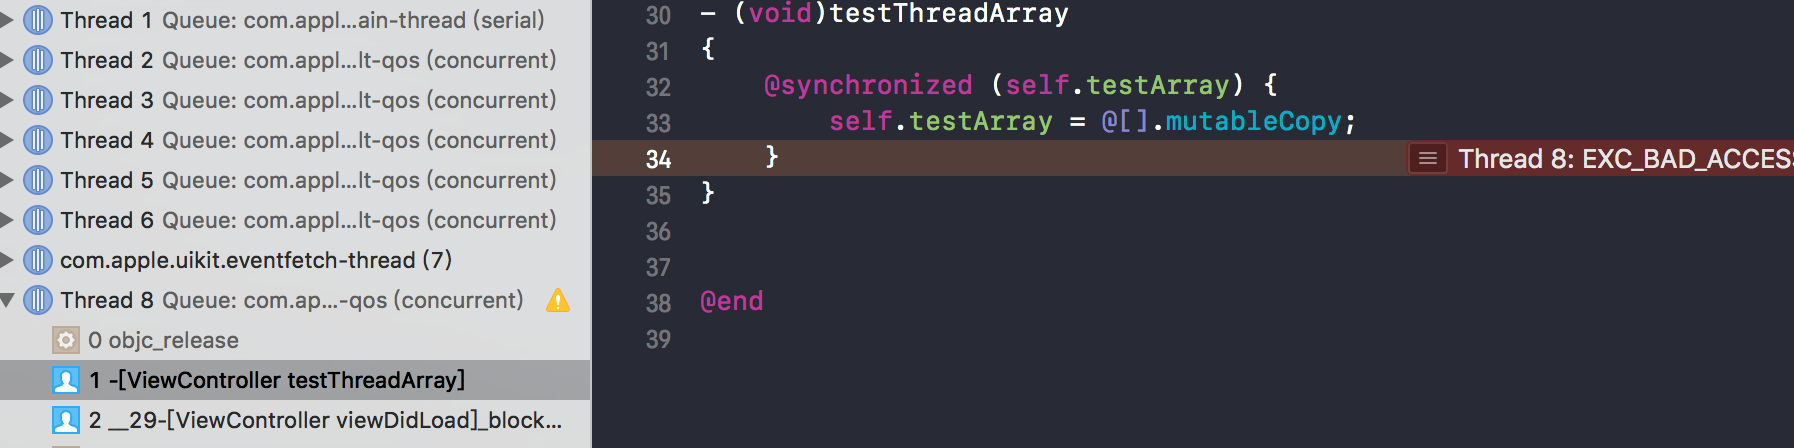 Thread 1 Queue: com.appl...ain-thread (serial)
Thread 2 Queue: com.appl...lt-qos (concurrent)
Thread 3 Queue: com.appl...lt-qos (concurrent)
Thread 4 Queue: com.appl...lt-qos (concurrent)
Thread 5 Queue: com.appl...lt-qos (concurrent)
Thread 6 Queue: com.appl...lt-qos (concurrent)
com.apple.uikit.eventfetch-thread (7)
Thread 8 Queue: com.ap...-qos (concurrent)
0 objc_release
1 -[ViewController testThreadArray]
2 __29-[ViewController viewDidLoad]_block...
30 - (void)testThreadArray
31 {
32 @synchronized (self.testArray) {
33 self.testArray = @[].mutableCopy;
34 } Thread 8: EXC_BAD_ACCES
35 }
36
37
38 @end
39